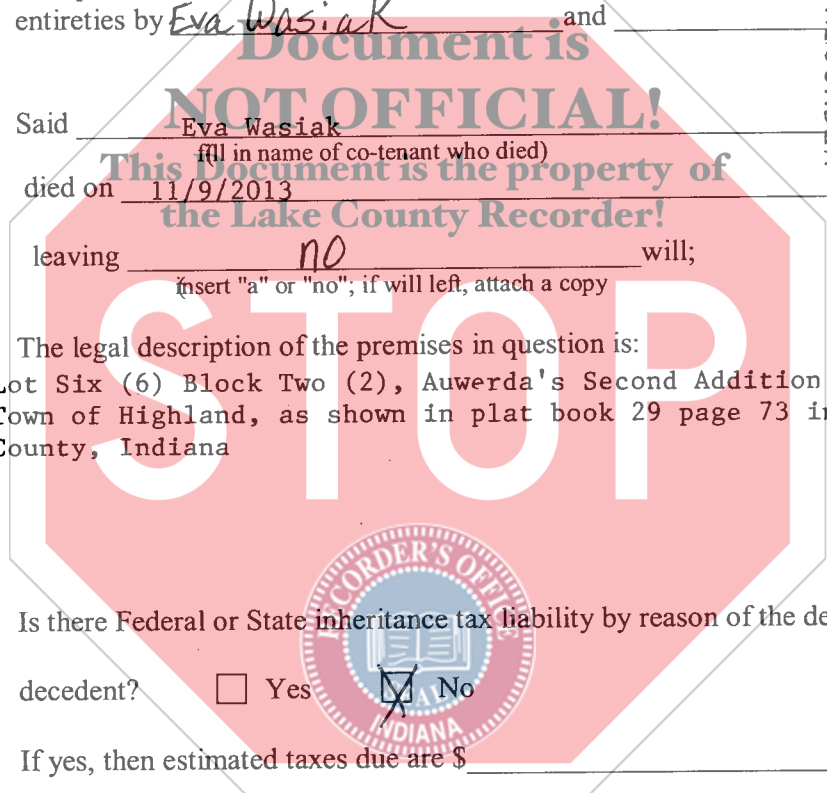 entireties by Eva Wasiak and
Document is
NOT OFFICIAL!
Said Eva Wasiak
fill in name of co-tenant who died)
This Document is the property of
died on 11/9/2013
the Lake County Recorder!
leaving no will;
insert "a" or "no"; if will left, attach a copy
STOP
The legal description of the premises in question is:
Lot Six (6) Block Two (2), Auwerda's Second Addition
Town of Highland, as shown in plat book 29 page 73 in
County, Indiana
RECORDER'S OFFICE
Is there Federal or State inheritance tax liability by reason of the de
decedent? Yes No
INDIANA
If yes, then estimated taxes due are $